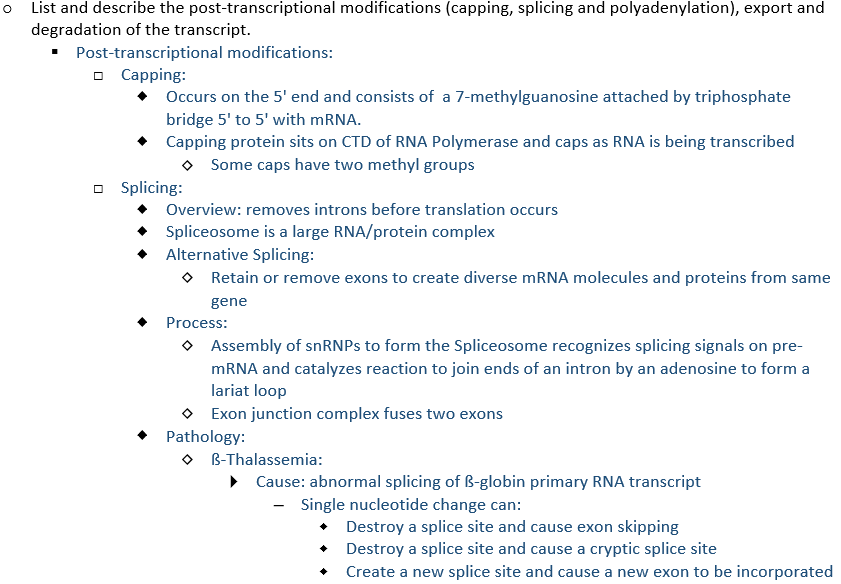 ○ List and describe the post-transcriptional modifications (capping, splicing and polyadenylation), export and
degradation of the transcript.
▪ Post-transcriptional modifications:
□ Capping:
◆ Occurs on the 5' end and consists of  a 7-methylguanosine attached by triphosphate
bridge 5' to 5' with mRNA.
◆ Capping protein sits on CTD of RNA Polymerase and caps as RNA is being transcribed
◇ Some caps have two methyl groups
□ Splicing:
◆ Overview: removes introns before translation occurs
◆ Spliceosome is a large RNA/protein complex
◆ Alternative Splicing:
◇ Retain or remove exons to create diverse mRNA molecules and proteins from same
gene
◆ Process:
◇ Assembly of snRNPs to form the Spliceosome recognizes splicing signals on pre-
mRNA and catalyzes reaction to join ends of an intron by an adenosine to form a
lariat loop
◇ Exon junction complex fuses two exons
◆ Pathology:
◇ ß-Thalassemia:
▶ Cause: abnormal splicing of ß-globin primary RNA transcript
– Single nucleotide change can:
◆ Destroy a splice site and cause exon skipping
◆ Destroy a splice site and cause a cryptic splice site
◆ Create a new splice site and cause a new exon to be incorporated